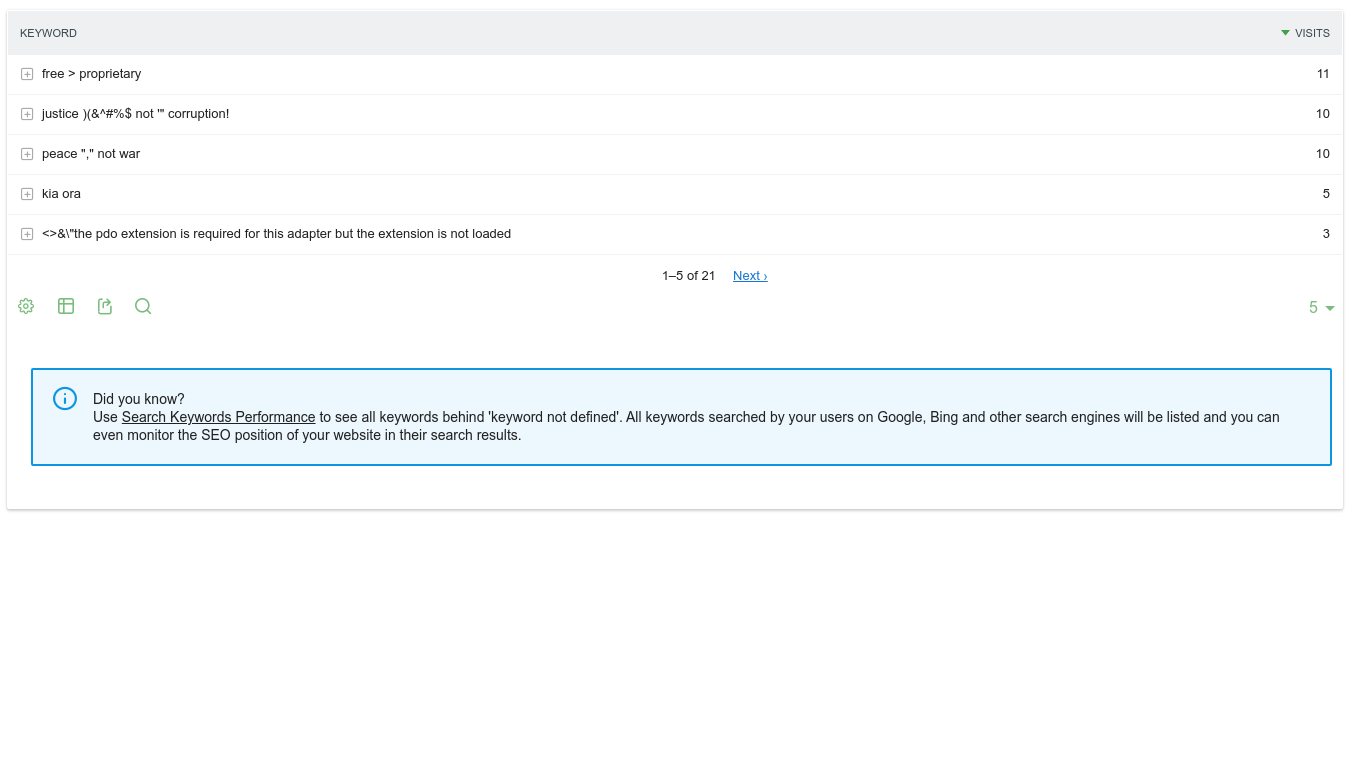 KEYWORD VISITS
free > proprietary 11
justice )(&^#%$ not '" corruption! 10
peace "," not war 10
kia ora 5
<>&\"the pdo extension is required for this adapter but the extension is not loaded 3
1–5 of 21 Next ›
5
Did you know?
Use Search Keywords Performance to see all keywords behind 'keyword not defined'. All keywords searched by your users on Google, Bing and other search engines will be listed and you can
even monitor the SEO position of your website in their search results.